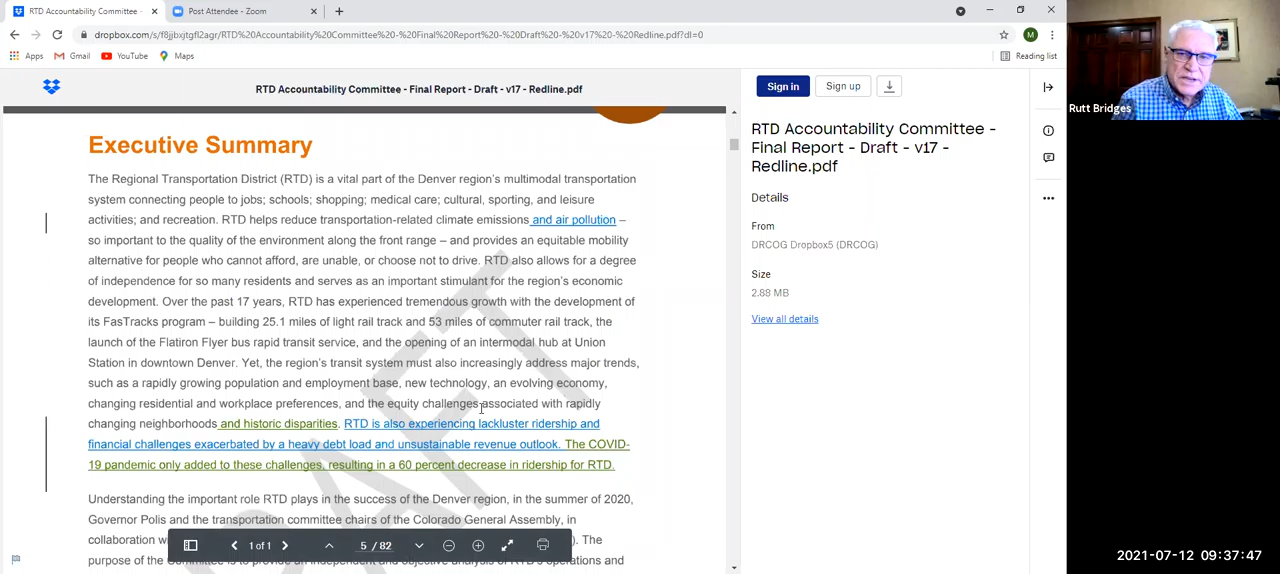 RTD Accountability Committee -
Post Attendee - Zoom
dropbox.com/s/f8jjbxjtgfl2agr/RTD%20Accountability%20Committee%20-%20Final%20Report%20-%20Draft%20-%20v17%20-%20Redline.pdf?dl=0
M
Apps
Gmail
YouTube
Maps
Reading list
RTD Accountability Committee - Final Report - Draft - v17 - Redline.pdf
Executive Summary
The Regional Transportation District (RTD) is a vital part of the Denver region's multimodal transportation
system connecting people to jobs; schools; shopping; medical care; cultural, sporting, and leisure
activities; and recreation. RTD helps reduce transportation-related climate emissions and air pollution –
so important to the quality of the environment along the front range – and provides an equitable mobility
alternative for people who cannot afford, are unable, or choose not to drive. RTD also allows for a degree
of independence for so many residents and serves as an important stimulant for the region's economic
development. Over the past 17 years, RTD has experienced tremendous growth with the development of
its FasTracks program – building 25.1 miles of light rail track and 53 miles of commuter rail track, the
launch of the Flatiron Flyer bus rapid transit service, and the opening of an intermodal hub at Union
Station in downtown Denver. Yet, the region's transit system must also increasingly address major trends,
such as a rapidly growing population and employment base, new technology, an evolving economy,
changing residential and workplace preferences, and the equity challenges associated with rapidly
changing neighborhoods and historic disparities. RTD is also experiencing lackluster ridership and
financial challenges exacerbated by a heavy debt load and unsustainable revenue outlook. The COVID-
19 pandemic only added to these challenges, resulting in a 60 percent decrease in ridership for RTD.
Understanding the important role RTD plays in the success of the Denver region, in the summer of 2020,
Governor Polis and the transportation committee chairs of the Colorado General Assembly, in
collaboration
). The
purpose of the Committee is to provide an independent and objective analysis of RTD's operations and
DRAFT
1 of 1
5 / 82
Sign in
Sign up
RTD Accountability Committee -
Final Report - Draft - v17 -
Redline.pdf
Details
From
DRCOG Dropbox5 (DRCOG)
Size
2.88 MB
View all details
Rutt Bridges
2021-07-12 09:37:47